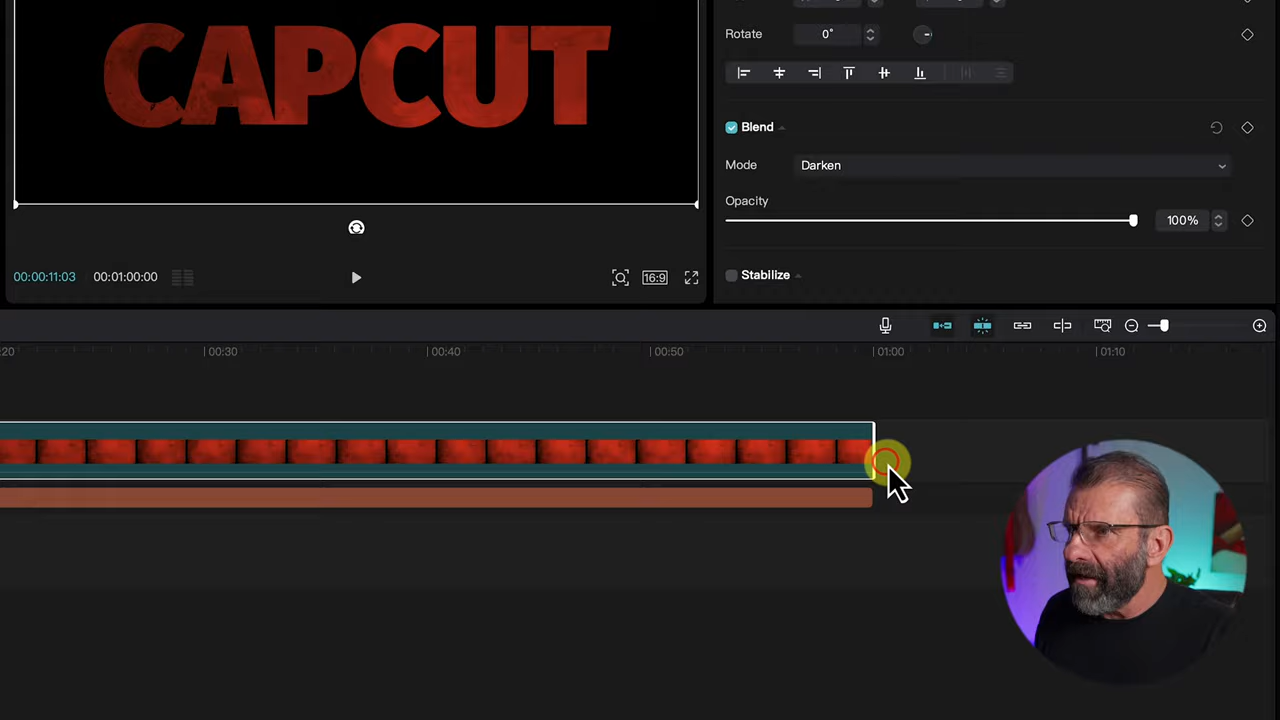 CAPCUT
Rotate 0°
Blend
Mode Darken
Opacity
100%
00:00:11:03 00:01:00:00 16:9
Stabilize
:20 00:30 00:40 00:50 01:00 01:10